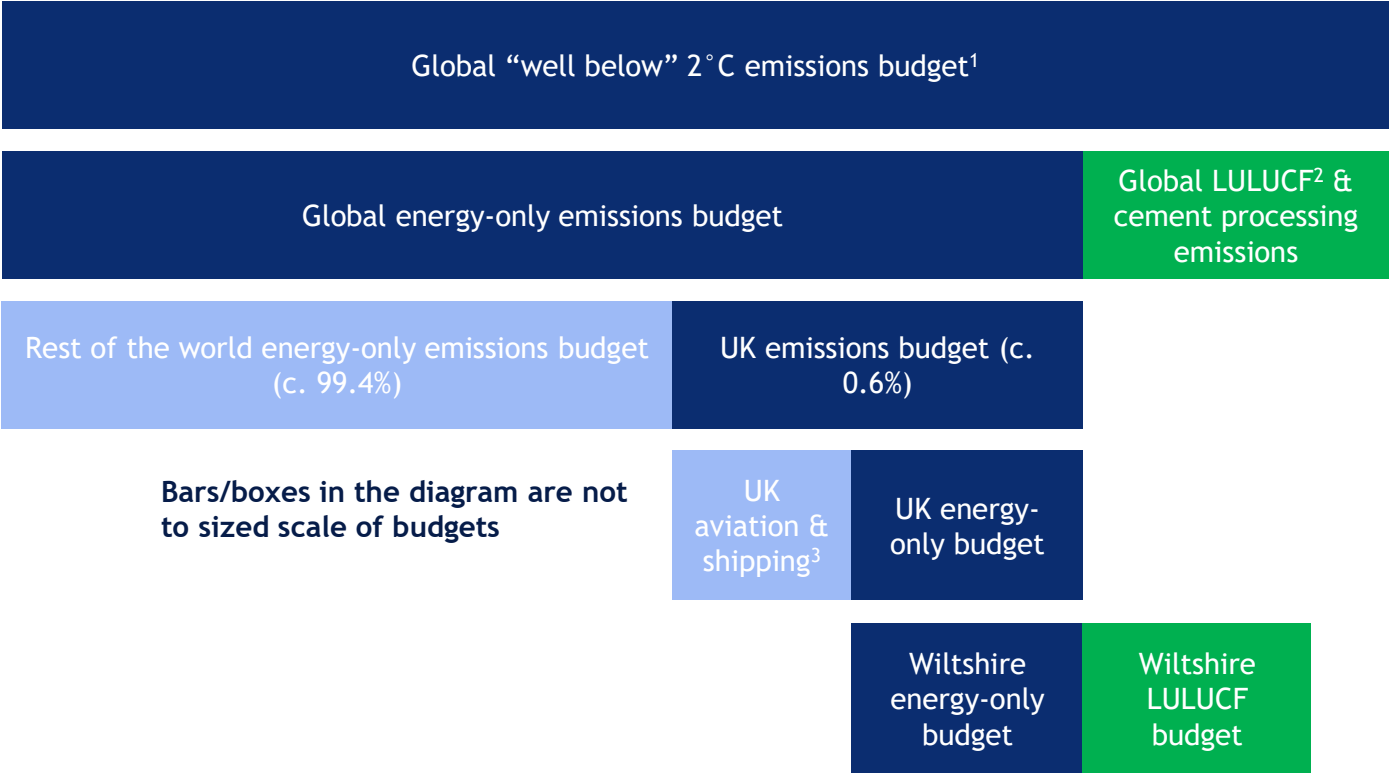 Global “well below” 2°C emissions budget¹
Global energy-only emissions budget
Global LULUCF² &
cement processing
emissions
Rest of the world energy-only emissions budget
(c. 99.4%)
UK emissions budget (c.
0.6%)
Bars/boxes in the diagram are not
to sized scale of budgets
UK
aviation &
shipping³
UK energy-
only budget
Wiltshire
energy-only
budget
Wiltshire
LULUCF
budget